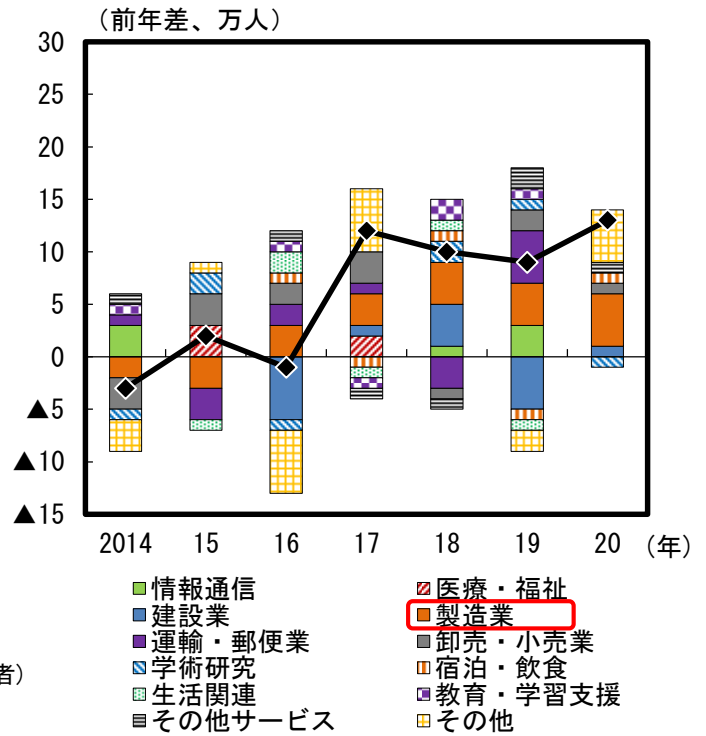 （前年差、万人）
30
25
20
15
10
5
0
▲5
▲10
▲15
2014 15 16 17 18 19 20 （年）
情報通信 医療・福祉
建設業 製造業
運輸・郵便業 卸売・小売業
学術研究 宿泊・飲食
生活関連 教育・学習支援
その他サービス その他
者）